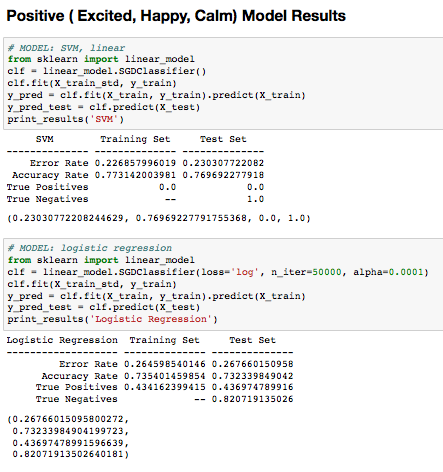 Positive ( Excited, Happy, Calm) Model Results
# MODEL: SVM, linear
from sklearn import linear_model
clf = linear_model.SGDClassifier()
clf.fit(X_train_std, y_train)
y_pred = clf.fit(X_train, y_train).predict(X_train)
y_pred_test = clf.predict(X_test)
print_results('SVM')
SVM Training Set Test Set
-------------- -------------- --------------
Error Rate 0.226857996019 0.230307722082
Accuracy Rate 0.773142003981 0.769692277918
True Positives 0.0 0.0
True Negatives -- 1.0
(0.23030772208244629, 0.76969227791755368, 0.0, 1.0)
# MODEL: logistic regression
from sklearn import linear_model
clf = linear_model.SGDClassifier(loss='log', n_iter=50000, alpha=0.0001)
clf.fit(X_train_std, y_train)
y_pred = clf.fit(X_train, y_train).predict(X_train)
y_pred_test = clf.predict(X_test)
print_results('Logistic Regression')
Logistic Regression Training Set Test Set
------------------- -------------- --------------
Error Rate 0.264598540146 0.267660150958
Accuracy Rate 0.735401459854 0.732339849042
True Positives 0.434162399415 0.436974789916
True Negatives -- 0.820719135026
(0.26766015095800272,
0.73233984904199723,
0.43697478991596639,
0.82071913502640181)